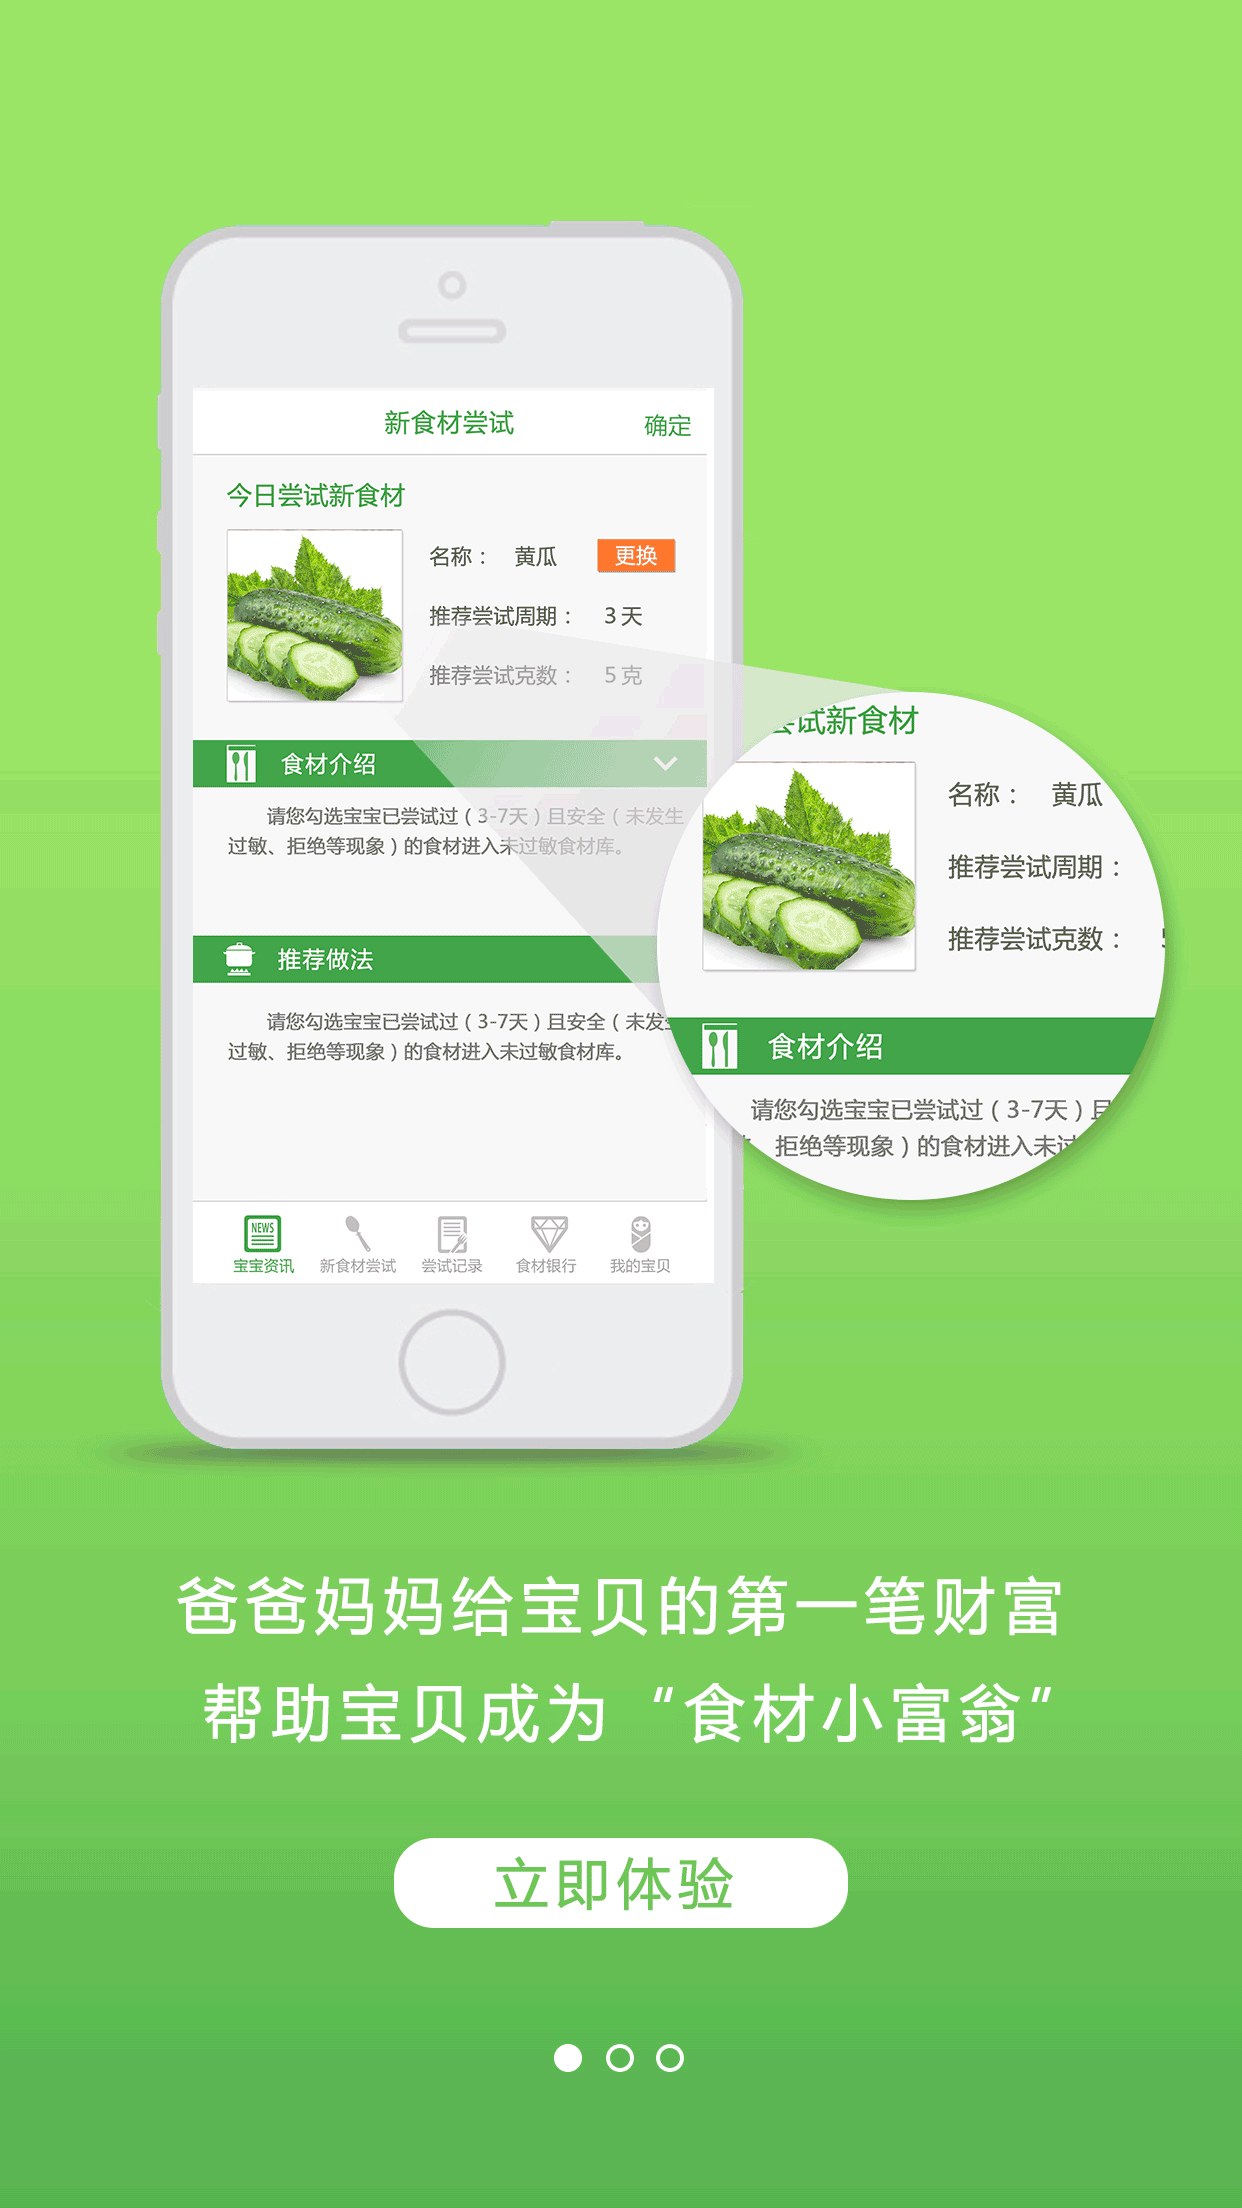 新食材尝试
确定
今日尝试新食材
名称： 黄瓜 更换
推荐尝试周期： 3 天
推荐尝试克数： 5 克
食材介绍
请您勾选宝宝已尝试过（3-7天）且安全（未发生
过敏、拒绝等现象）的食材进入未过敏食材库。
推荐做法
请您勾选宝宝已尝试过（3-7天）且安全（未发
过敏、拒绝等现象）的食材进入未过敏食材库。
NEWS
宝宝资讯 新食材尝试 尝试记录 食材银行 我的宝贝
尝试新食材
名称： 黄瓜
推荐尝试周期：
推荐尝试克数：
食材介绍
请您勾选宝宝已尝试过（3-7天）且
、拒绝等现象）的食材进入未过
爸爸妈妈给宝贝的第一笔财富
帮助宝贝成为“食材小富翁”
立即体验